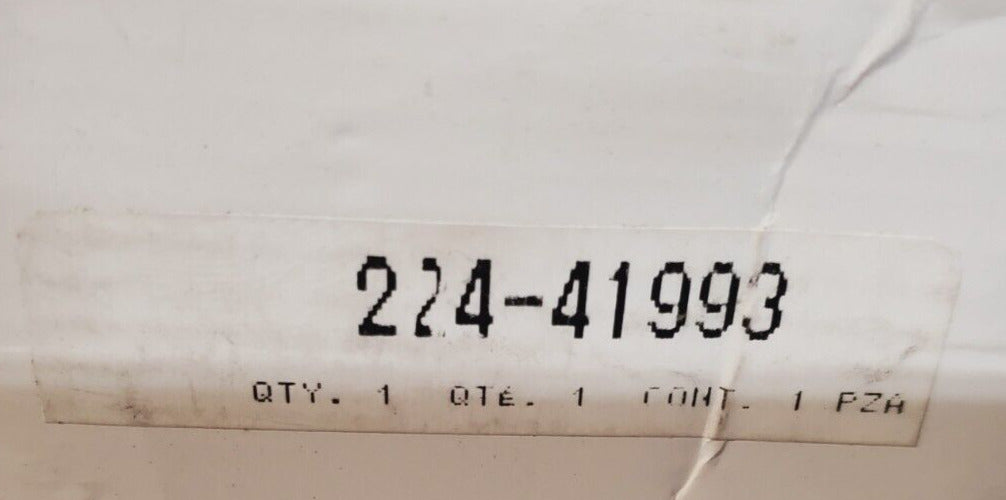 224-41993
QTY. 1 QTÉ. 1 CONT. 1 PZA